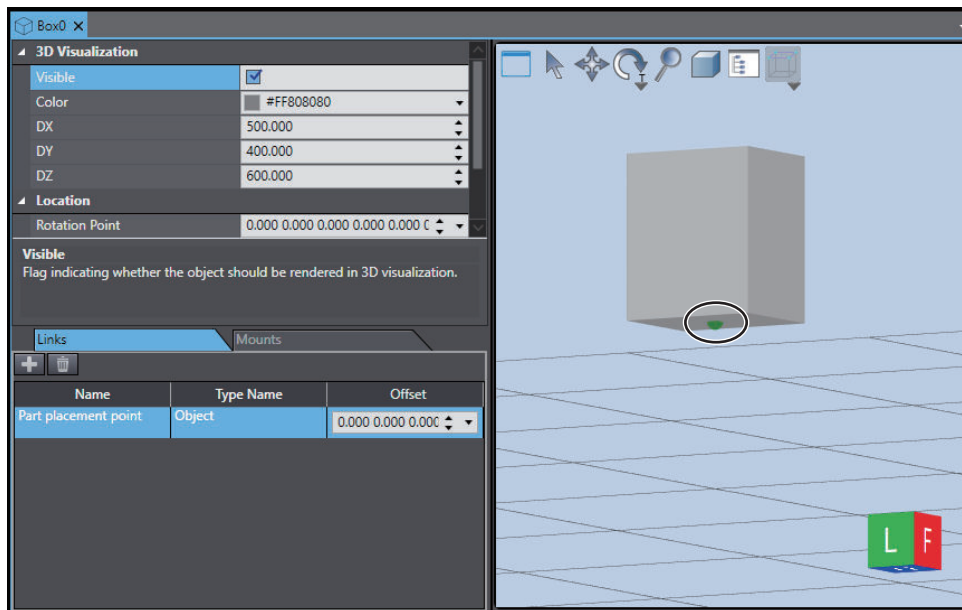 Box0
3D Visualization
Visible
Color #FF808080
DX 500.000
DY 400.000
DZ 600.000
Location
Rotation Point 0.000 0.000 0.000 0.000 0.000 0
Visible
Flag indicating whether the object should be rendered in 3D visualization.
Links Mounts
Name Type Name Offset
Part placement point Object 0.000 0.000 0.000
L F